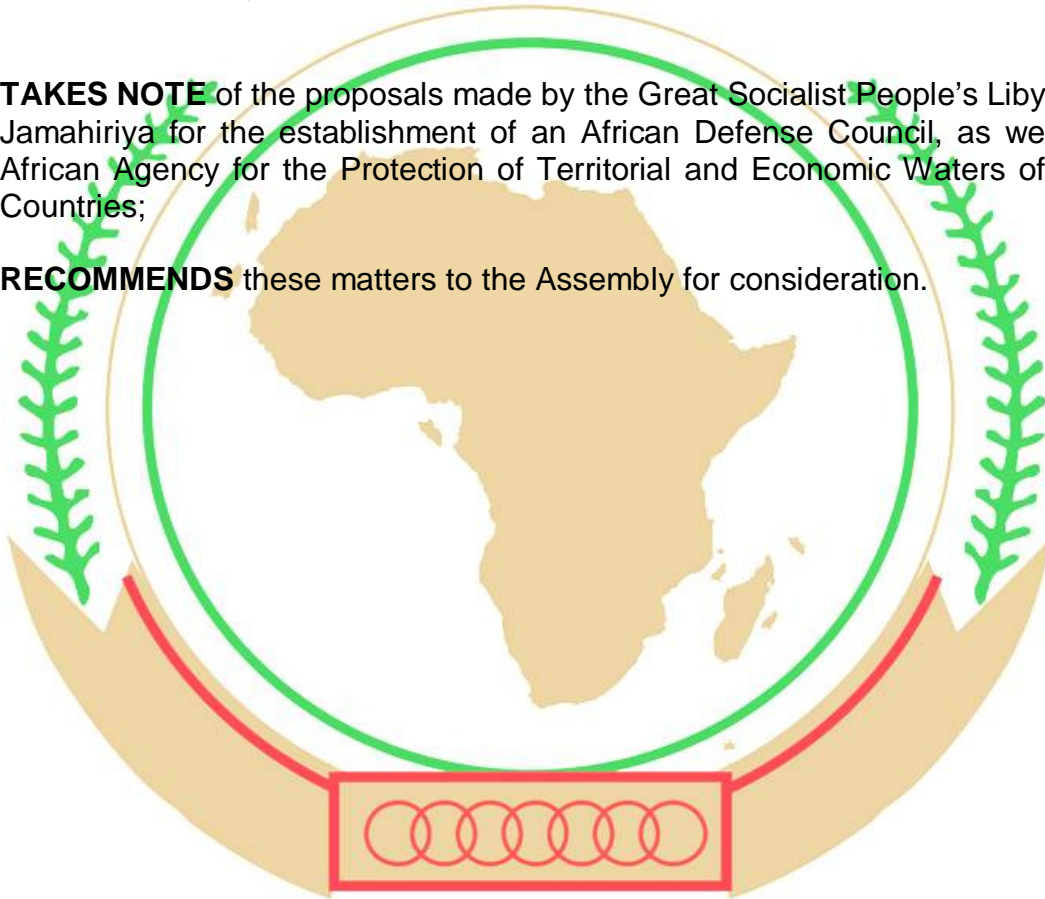 TAKES NOTE of the proposals made by the Great Socialist People’s Liby
Jamahiriya for the establishment of an African Defense Council, as we
African Agency for the Protection of Territorial and Economic Waters of
Countries;
RECOMMENDS these matters to the Assembly for consideration.